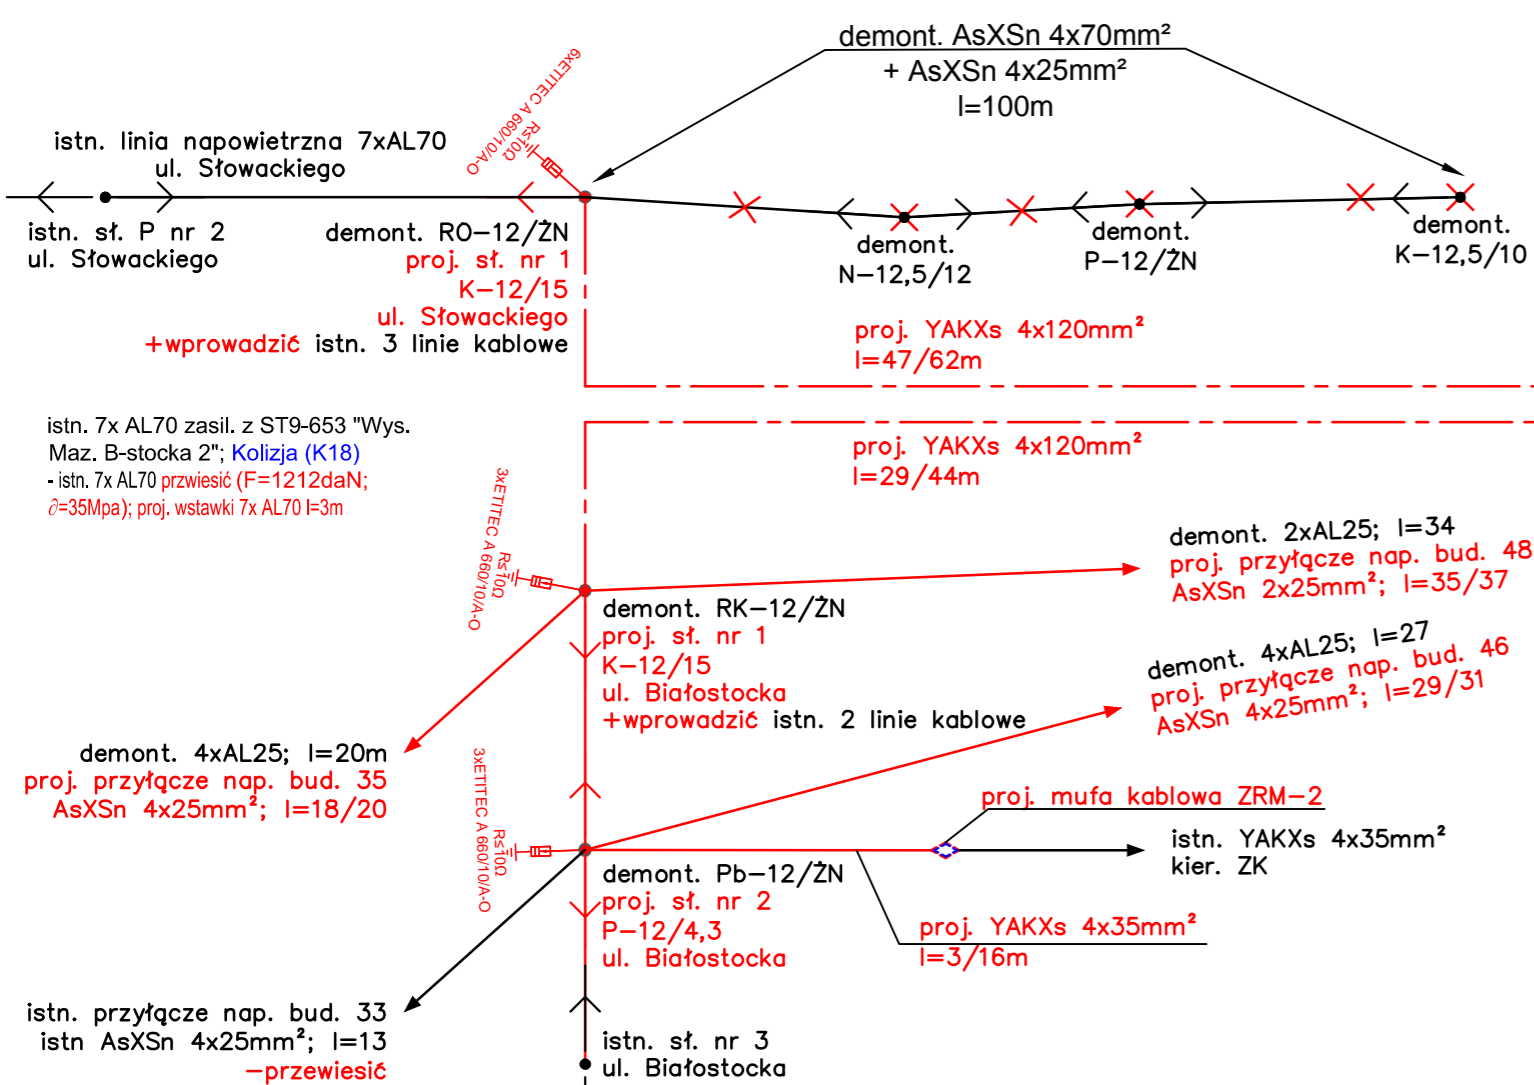 demont. AsXSn 4x70mm²
+ AsXSn 4x25mm²
l=100m
6xETITEC A 660/10/A-O
R≤10Ω
istn. linia napowietrzna 7xAL70
ul. Słowackiego
istn. sł. P nr 2
ul. Słowackiego
demont. RO-12/ŻN
proj. sł. nr 1
K-12/15
ul. Słowackiego
+wprowadzić istn. 3 linie kablowe
demont.
N-12,5/12
demont.
P-12/ŻN
demont.
K-12,5/10
proj. YAKXs 4x120mm²
l=47/62m
istn. 7x AL70 zasil. z ST9-653 "Wys.
Maz. B-stocka 2"; Kolizja (K18)
- istn. 7x AL70 przwiesić (F=1212daN;
∂=35Mpa); proj. wstawki 7x AL70 l=3m
proj. YAKXs 4x120mm²
l=29/44m
3xETITEC A 660/10/A-O
R≤10Ω
demont. 2xAL25; l=34
proj. przyłącze nap. bud. 48
AsXSn 2x25mm²; l=35/37
demont. RK-12/ŻN
proj. sł. nr 1
K-12/15
ul. Białostocka
+wprowadzić istn. 2 linie kablowe
demont. 4xAL25; l=27
proj. przyłącze nap. bud. 46
AsXSn 4x25mm²; l=29/31
demont. 4xAL25; l=20m
proj. przyłącze nap. bud. 35
AsXSn 4x25mm²; l=18/20
3xETITEC A 660/10/A-O
R≤10Ω
proj. mufa kablowa ZRM-2
istn. YAKXs 4x35mm²
kier. ZK
demont. Pb-12/ŻN
proj. sł. nr 2
P-12/4,3
ul. Białostocka
proj. YAKXs 4x35mm²
l=3/16m
istn. przyłącze nap. bud. 33
istn AsXSn 4x25mm²; l=13
-przewiesić
istn. sł. nr 3
ul. Białostocka